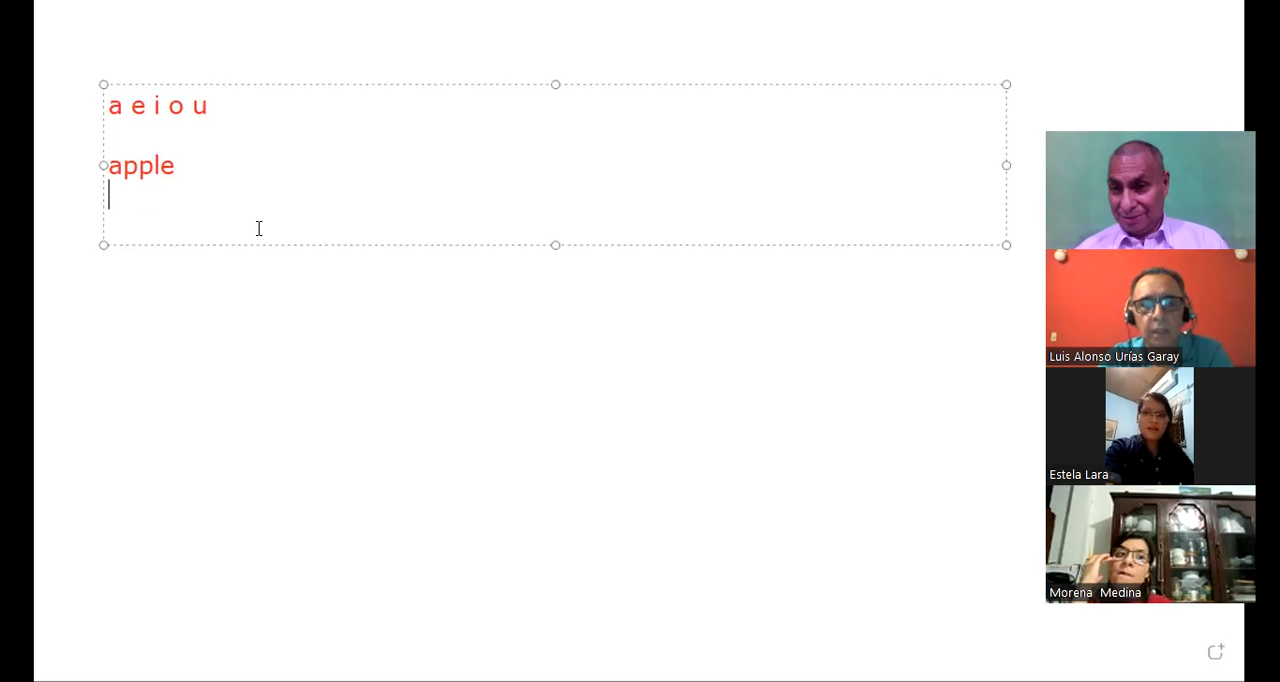 a e i o u
apple
Luis Alonso Urías Garay
Estela Lara
Morena Medina